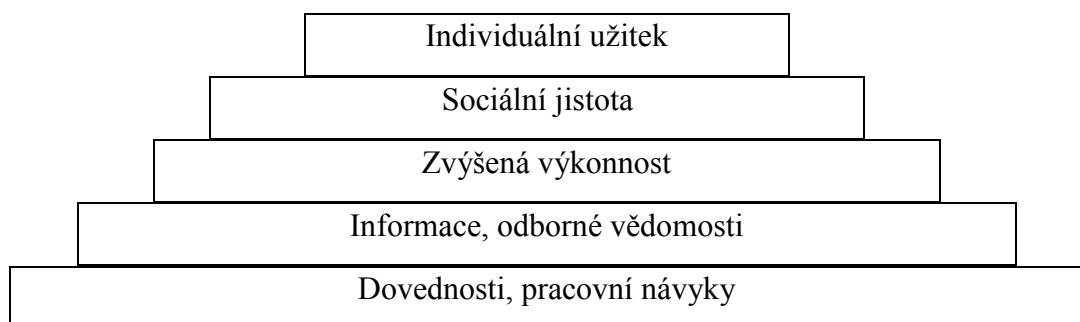 Individuální užitek
Sociální jistota
Zvýšená výkonnost
Informace, odborné vědomosti
Dovednosti, pracovní návyky